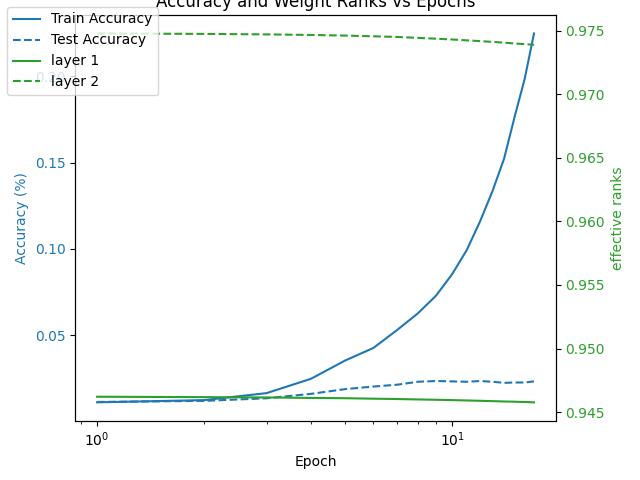 Accuracy and Weight Ranks vs Epochs
Train Accuracy
Test Accuracy
layer 1
layer 2
0.20
0.15
0.10
0.05
Accuracy (%)
0.975
0.970
0.965
0.960
0.955
0.950
0.945
effective ranks
10⁰
10¹
Epoch